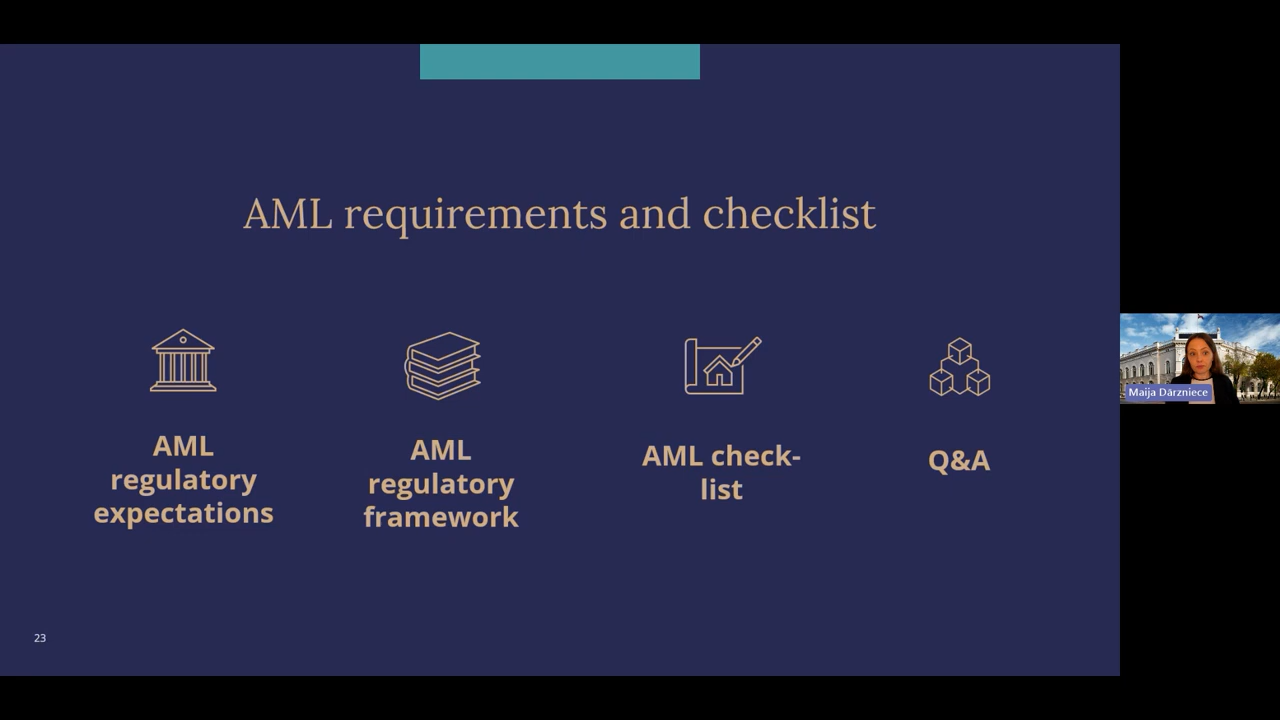 AML requirements and checklist
AML
regulatory
expectations
AML
regulatory
framework
AML check-
list
Q&A
23
Maija Dārzniece